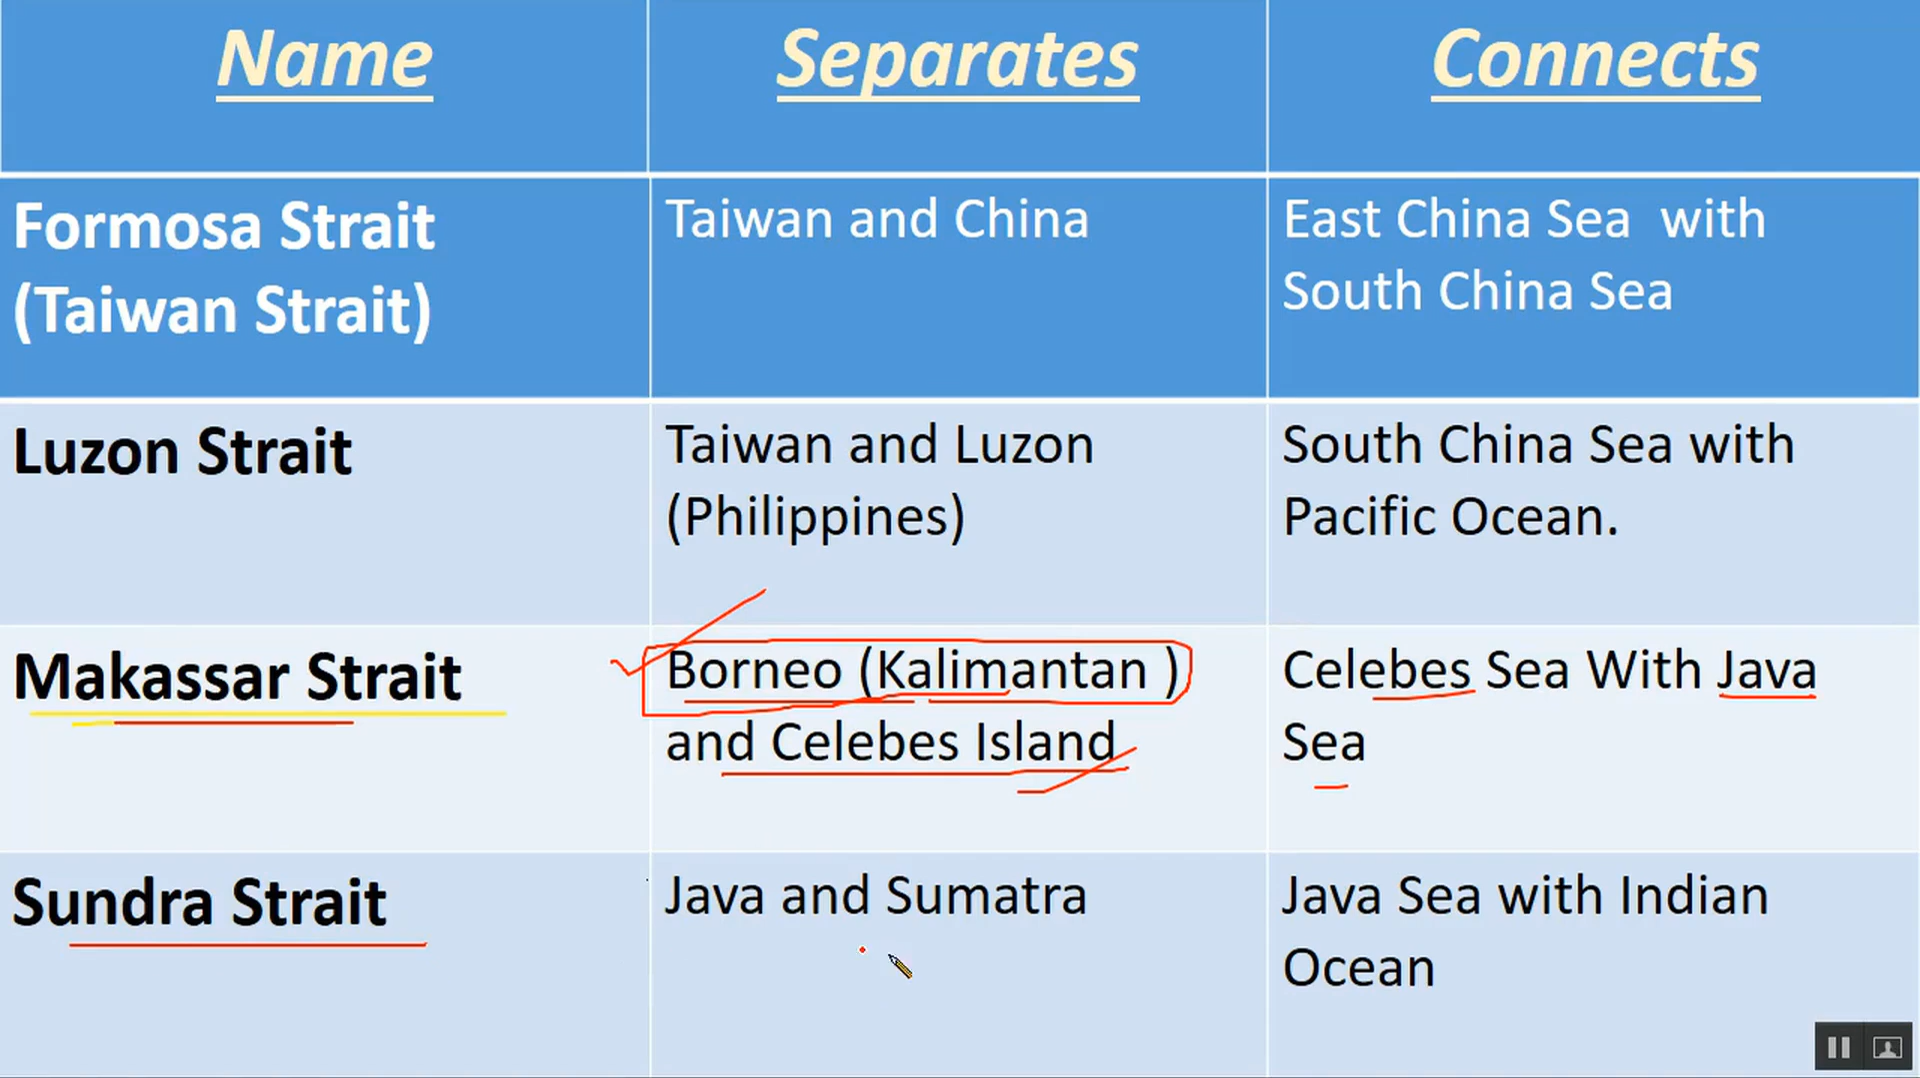 Name
Separates
Connects
Formosa Strait
(Taiwan Strait)
Taiwan and China
East China Sea with
South China Sea
Luzon Strait
Taiwan and Luzon
(Philippines)
South China Sea with
Pacific Ocean.
Makassar Strait
Borneo (Kalimantan )
and Celebes Island
Celebes Sea With Java
Sea
Sundra Strait
Java and Sumatra
Java Sea with Indian
Ocean